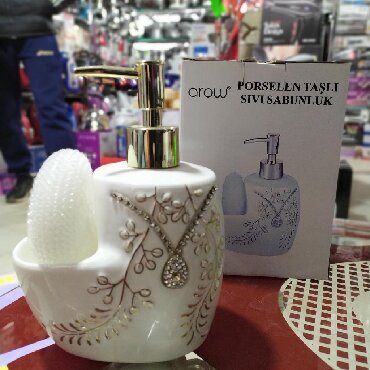 crow
PORSELEN TAŞLI
SIVI SABUNLUK